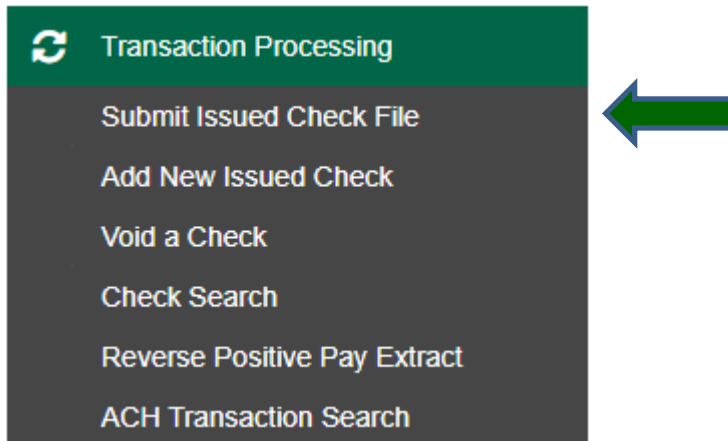 Transaction Processing
Submit Issued Check File
Add New Issued Check
Void a Check
Check Search
Reverse Positive Pay Extract
ACH Transaction Search